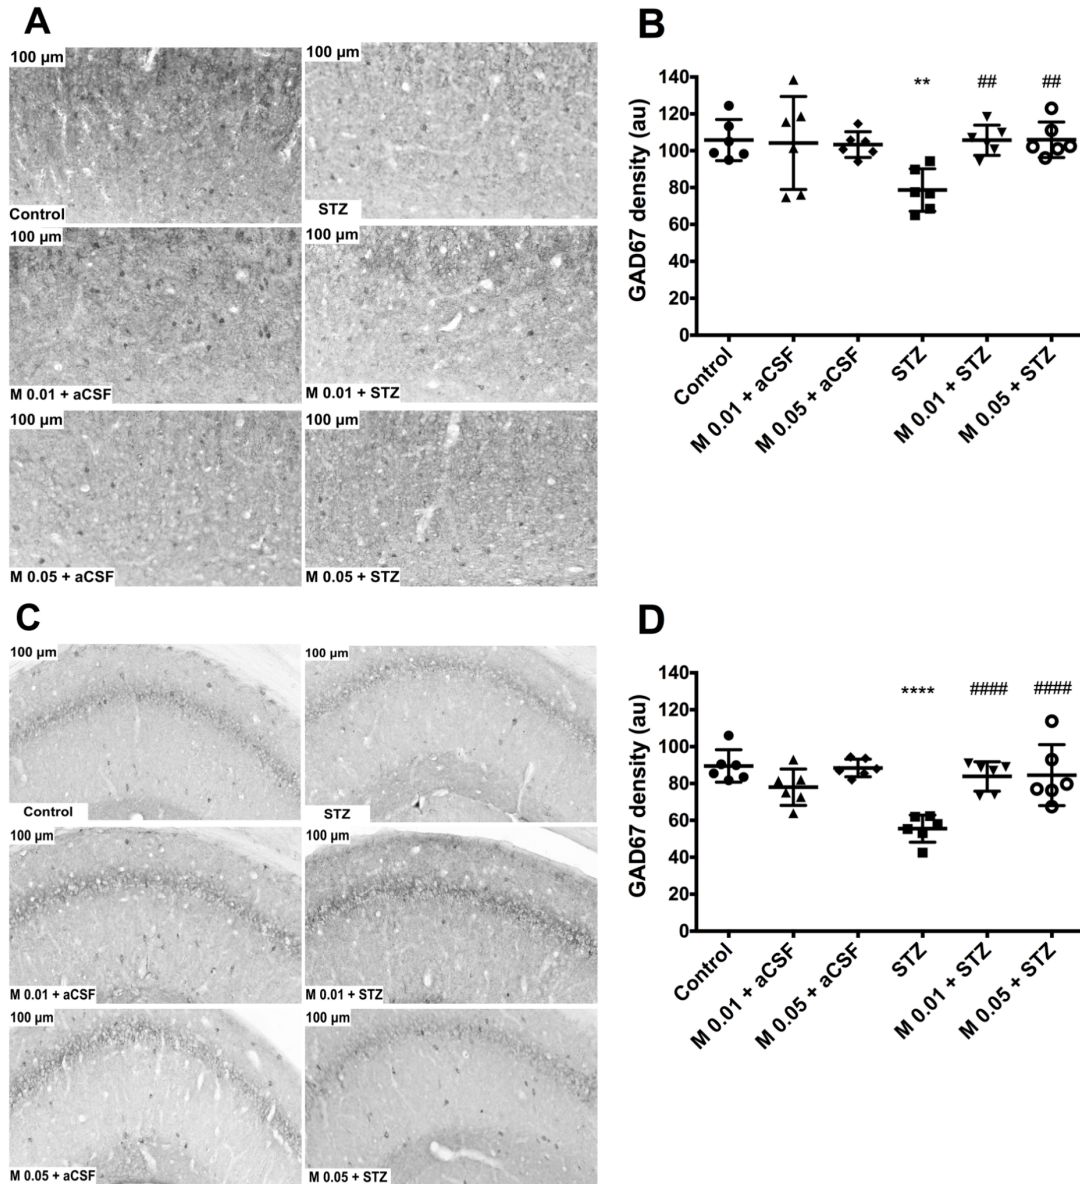 A
100 µm
100 µm
Control
STZ
100 µm
100 µm
M 0.01 + aCSF
M 0.01 + STZ
100 µm
100 µm
M 0.05 + aCSF
M 0.05 + STZ
B
GAD67 density (au)
140
120
100
80
60
40
20
0
**
##
##
Control
M 0.01 + aCSF
M 0.05 + aCSF
STZ
M 0.01 + STZ
M 0.05 + STZ
C
100 µm
100 µm
Control
STZ
100 µm
100 µm
M 0.01 + aCSF
M 0.01 + STZ
100 µm
100 µm
M 0.05 + aCSF
M 0.05 + STZ
D
GAD67 density (au)
140
120
100
80
60
40
20
0
****
####
####
Control
M 0.01 + aCSF
M 0.05 + aCSF
STZ
M 0.01 + STZ
M 0.05 + STZ